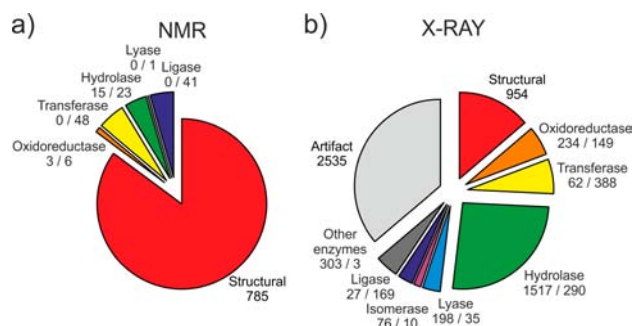 a)
NMR
Lyase
0 / 1
Ligase
0 / 41
Hydrolase
15 / 23
Transferase
0 / 48
Oxidoreductase
3 / 6
Structural
785
b)
X-RAY
Structural
954
Oxidoreductase
234 / 149
Transferase
62 / 388
Hydrolase
1517 / 290
Lyase
198 / 35
Isomerase
76 / 10
Ligase
27 / 169
Other
enzymes
303 / 3
Artifact
2535